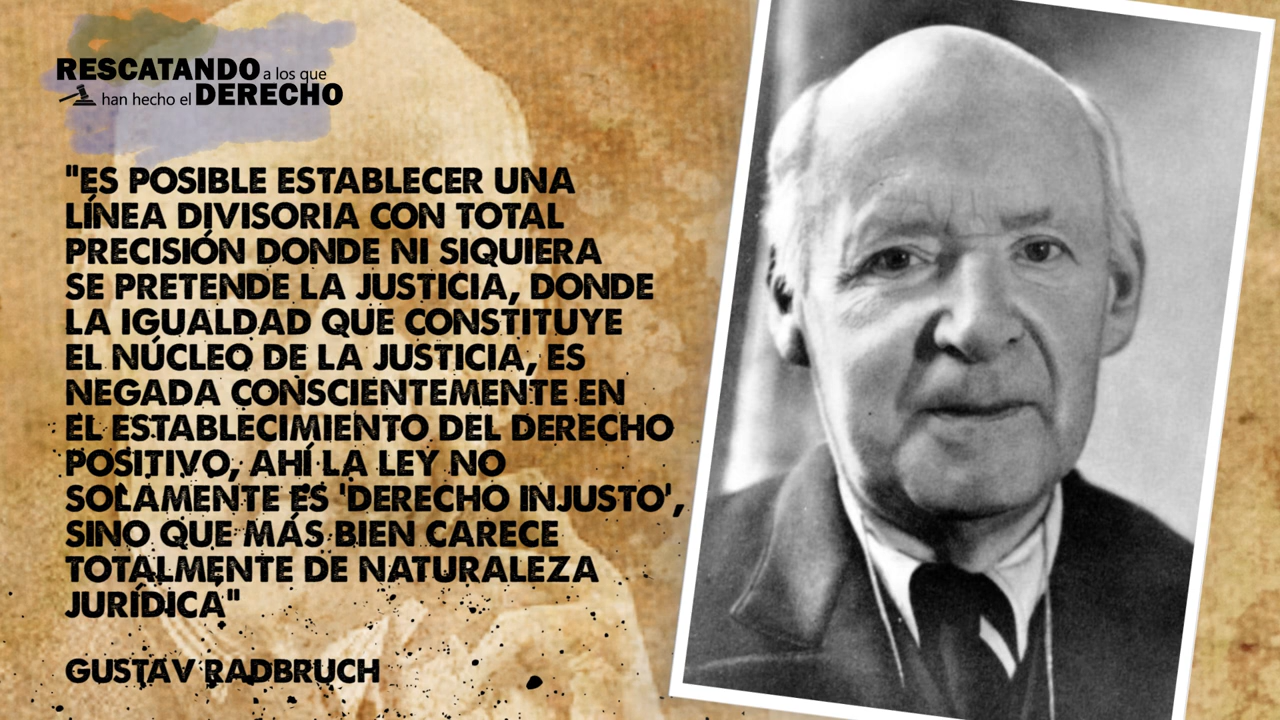 RESCATANDO a los que
han hecho el DERECHO
"ES POSIBLE ESTABLECER UNA
LÍNEA DIVISORIA CON TOTAL
PRECISIÓN DONDE NI SIQUIERA
SE PRETENDE LA JUSTICIA, DONDE
LA IGUALDAD QUE CONSTITUYE
EL NÚCLEO DE LA JUSTICIA, ES
NEGADA CONSCIENTEMENTE EN
EL ESTABLECIMIENTO DEL DERECHO
POSITIVO, AHÍ LA LEY NO
SOLAMENTE ES 'DERECHO INJUSTO',
SINO QUE MÁS BIEN CARECE
TOTALMENTE DE NATURALEZA
JURÍDICA"
GUSTAV RADBRUCH